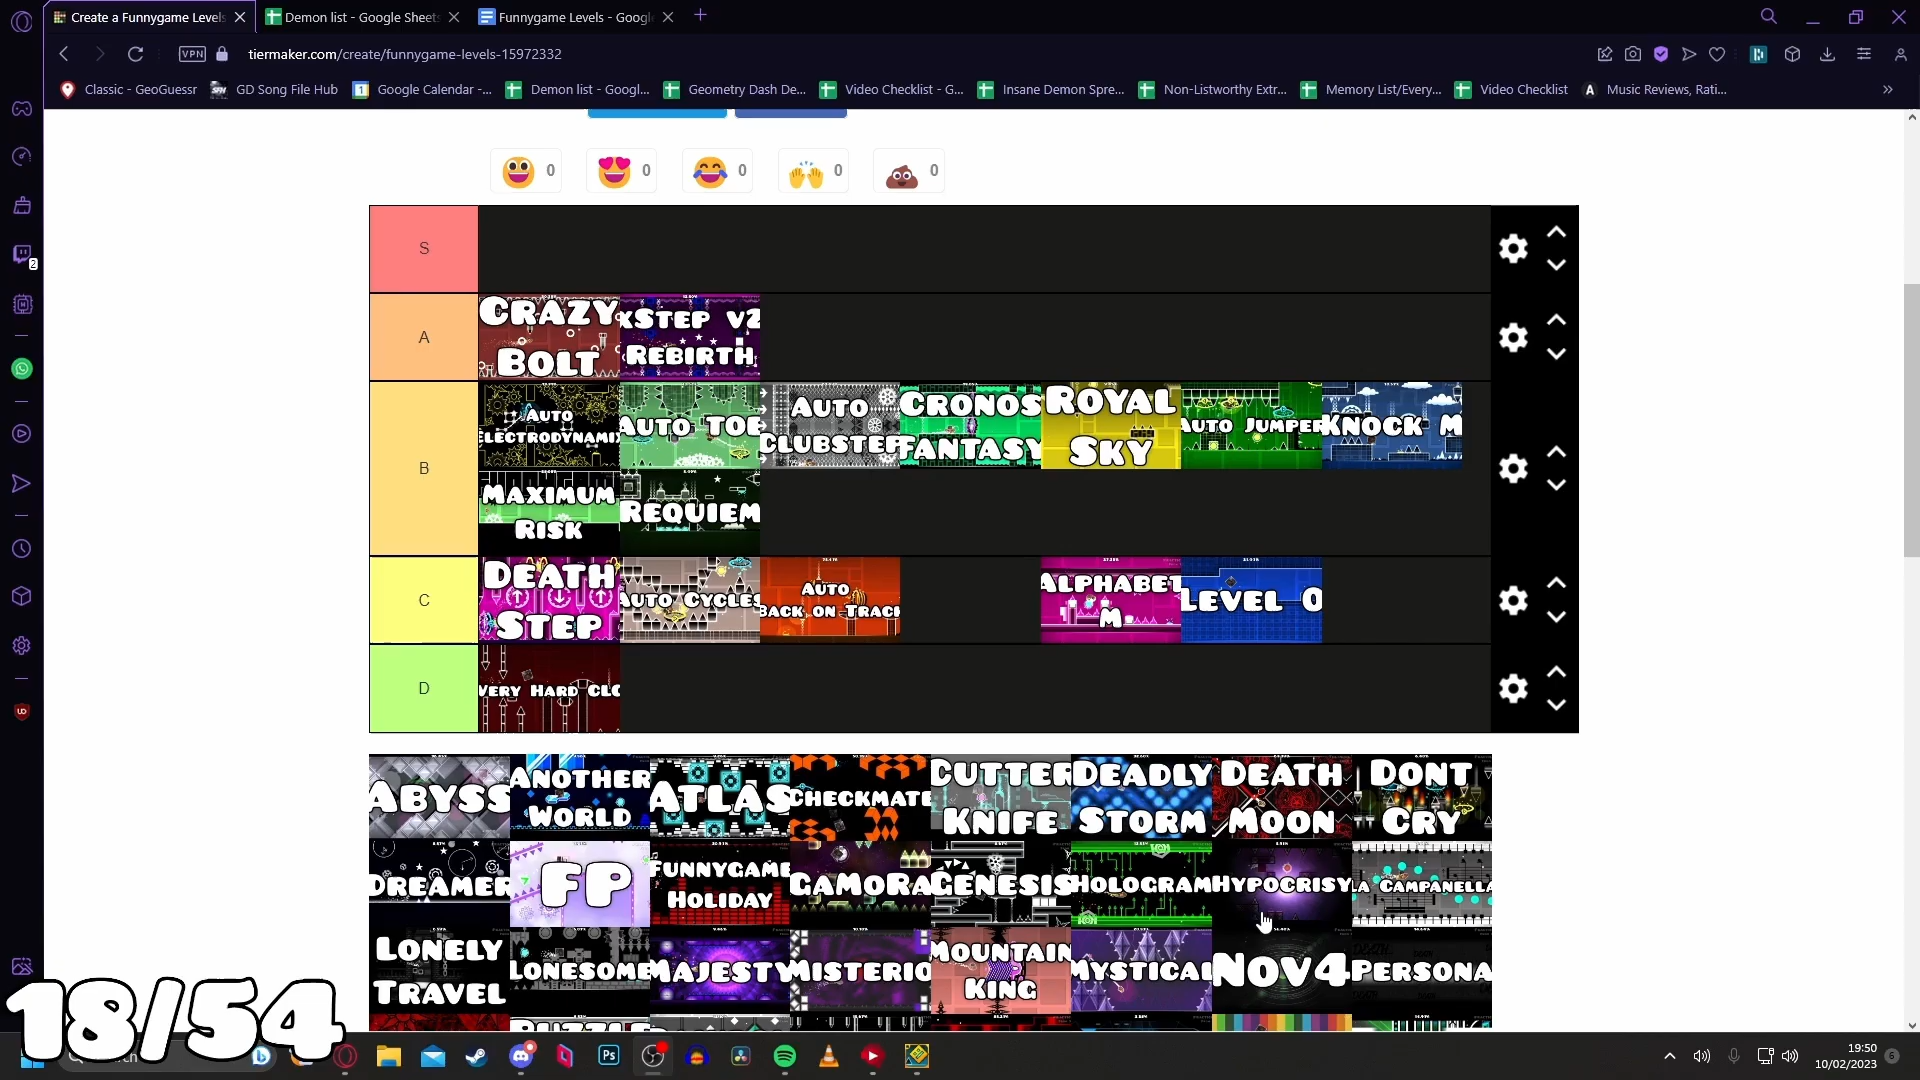 Create a Funnygame Levels
Demon list - Google Sheets
Funnygame Levels - Google
VPN
tiermaker.com/create/funnygame-levels-15972332
Classic - GeoGuessr
GD Song File Hub
Google Calendar -...
Demon list - Googl...
Geometry Dash De...
Video Checklist - G...
Insane Demon Spre...
Non-Listworthy Extr...
Memory List/Every...
Video Checklist
Music Reviews, Rati...
0
0
0
0
0
2
S
A
CRAZY BOLT
XSTEP V2 REBIRTH
B
AUTO ELECTRODYNAMIX
AUTO TOE
AUTO CLUBSTEP
CRONOS FANTASY
ROYAL SKY
AUTO JUMPER
KNOCK M
MAXIMUM RISK
REQUIEM
C
DEATH STEP
AUTO CYCLES
AUTO BACK ON TRACK
ALPHABET M
LEVEL 0
D
VERY HARD CLO
ABYSS
ANOTHER WORLD
ATLAS
CHECKMATE
CUTTER KNIFE
DEADLY STORM
DEATH MOON
DONT CRY
DREAMER
FP
FUNNYGAME HOLIDAY
GAMORA
GENESIS
HOLOGRAM
HYPOCRISY
LA CAMPANELLA
LONELY TRAVEL
LONESOME
MAJESTY
MISTERIO
MOUNTAIN KING
MYSTICAL
NOV4
PERSONA
18/54
19:50
10/02/2023
6